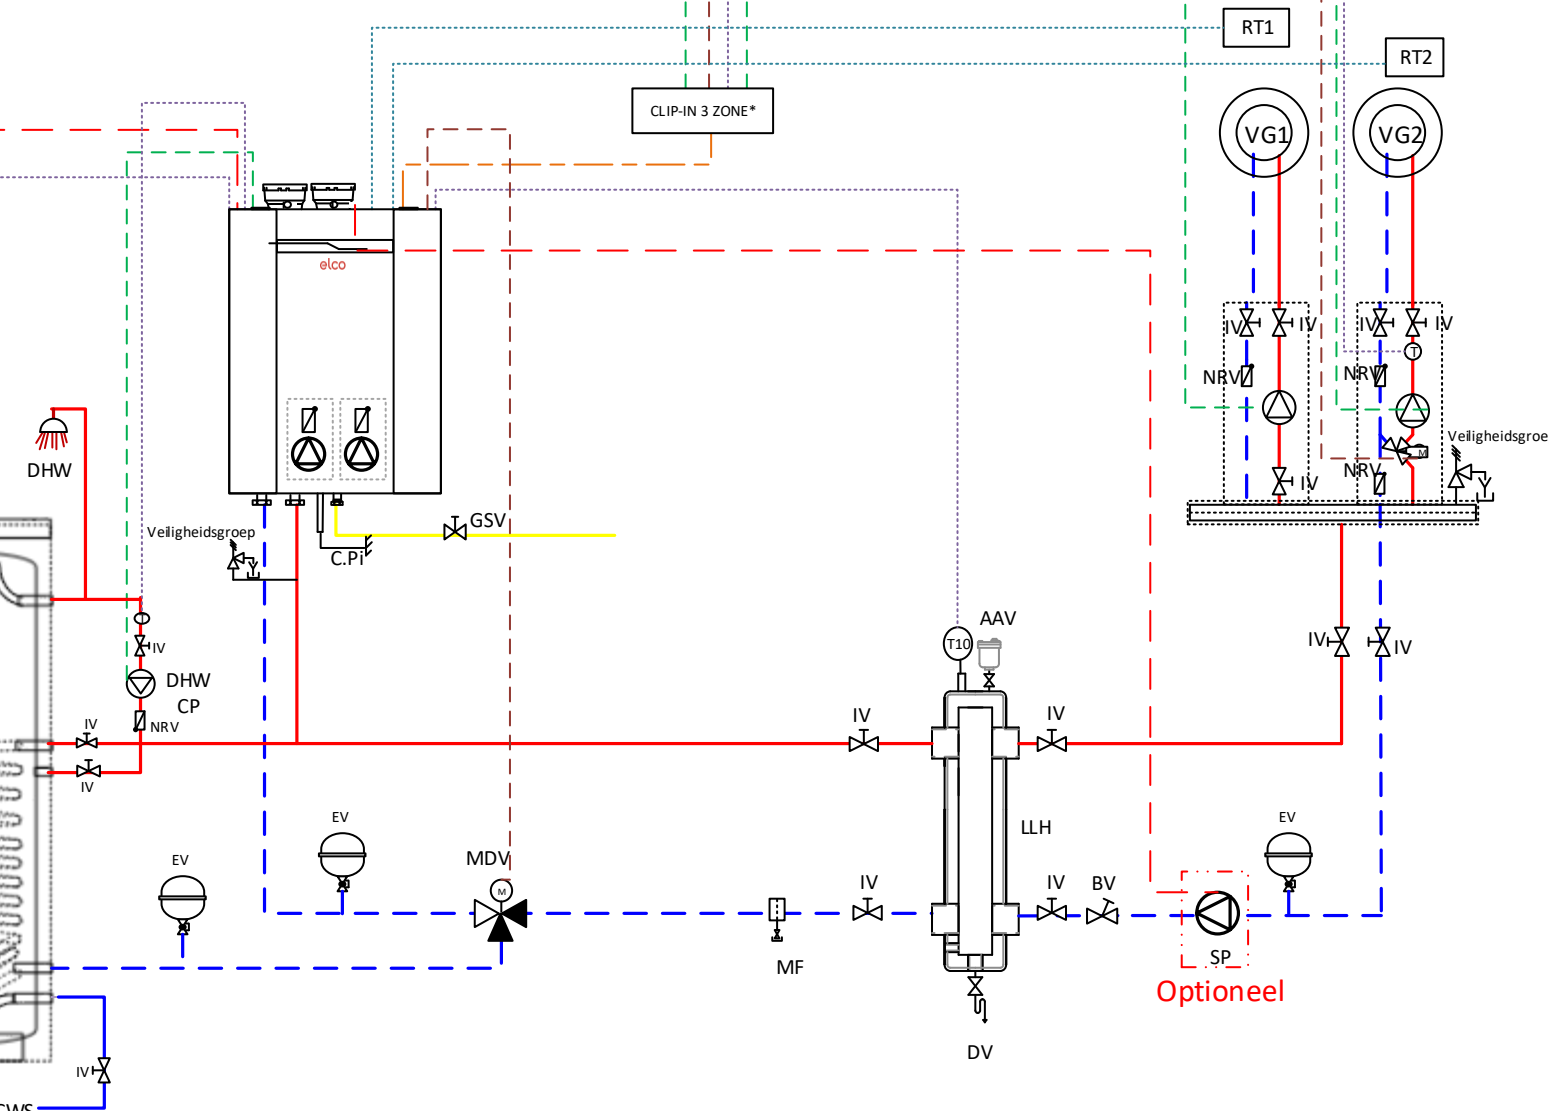 RT1
RT2
CLIP-IN 3 ZONE*
VG1
VG2
elco
IV
IV
IV
IV
T
NRV
NRV
M
Veiligheidsgroe
NRV
IV
DHW
GSV
Veiligheidsgroep
C.Pi
AAV
T10
IV
IV
IV
DHW
CP
NRV
IV
IV
IV
IV
EV
EV
EV
LLH
MDV
M
IV
IV
BV
MF
SP
Optioneel
DV
IV